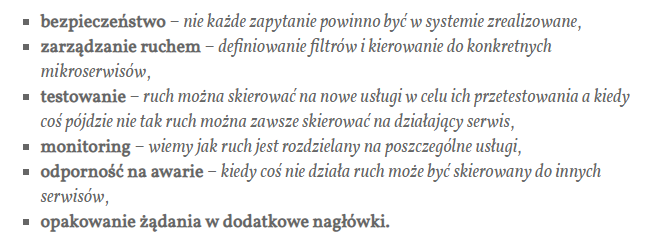 ▪ bezpieczeństwo – nie każde zapytanie powinno być w systemie zrealizowane,
▪ zarządzanie ruchem – definiowanie filtrów i kierowanie do konkretnych
mikroserwisów,
▪ testowanie – ruch można skierować na nowe usługi w celu ich przetestowania a kiedy
coś pójdzie nie tak ruch można zawsze skierować na działający serwis,
▪ monitoring – wiemy jak ruch jest rozdzielany na poszczególne usługi,
▪ odporność na awarie – kiedy coś nie działa ruch może być skierowany do innych
serwisów,
▪ opakowanie żądania w dodatkowe nagłówki.